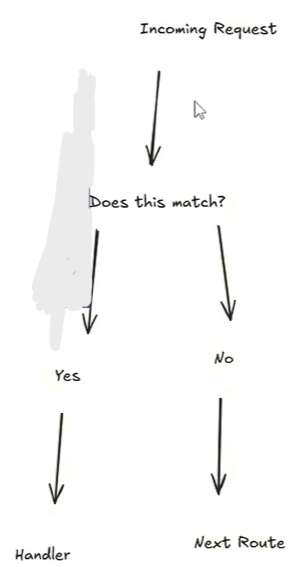 Incoming Request
Does this match?
Yes
No
Handler
Next Route